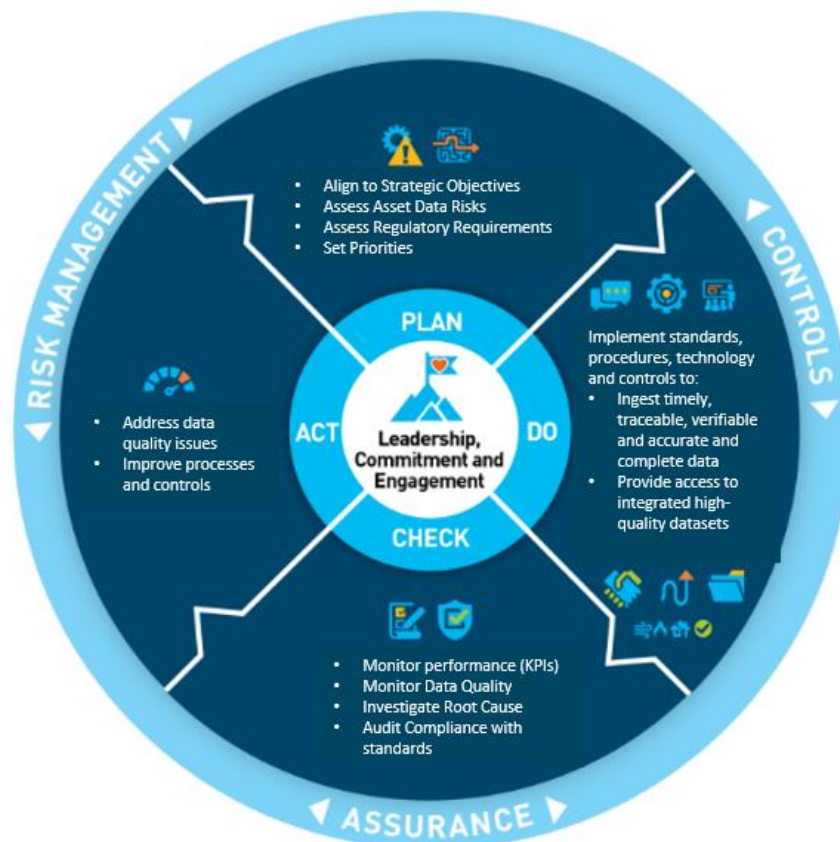 RISK MANAGEMENT
CONTROLS
ASSURANCE
• Align to Strategic Objectives
• Assess Asset Data Risks
• Assess Regulatory Requirements
• Set Priorities
PLAN
DO
CHECK
ACT
Leadership,
Commitment and
Engagement
Implement standards,
procedures, technology
and controls to:
• Ingest timely,
traceable, verifiable
and accurate and
complete data
• Provide access to
integrated high-
quality datasets
• Monitor performance (KPIs)
• Monitor Data Quality
• Investigate Root Cause
• Audit Compliance with
standards
• Address data
quality issues
• Improve processes
and controls